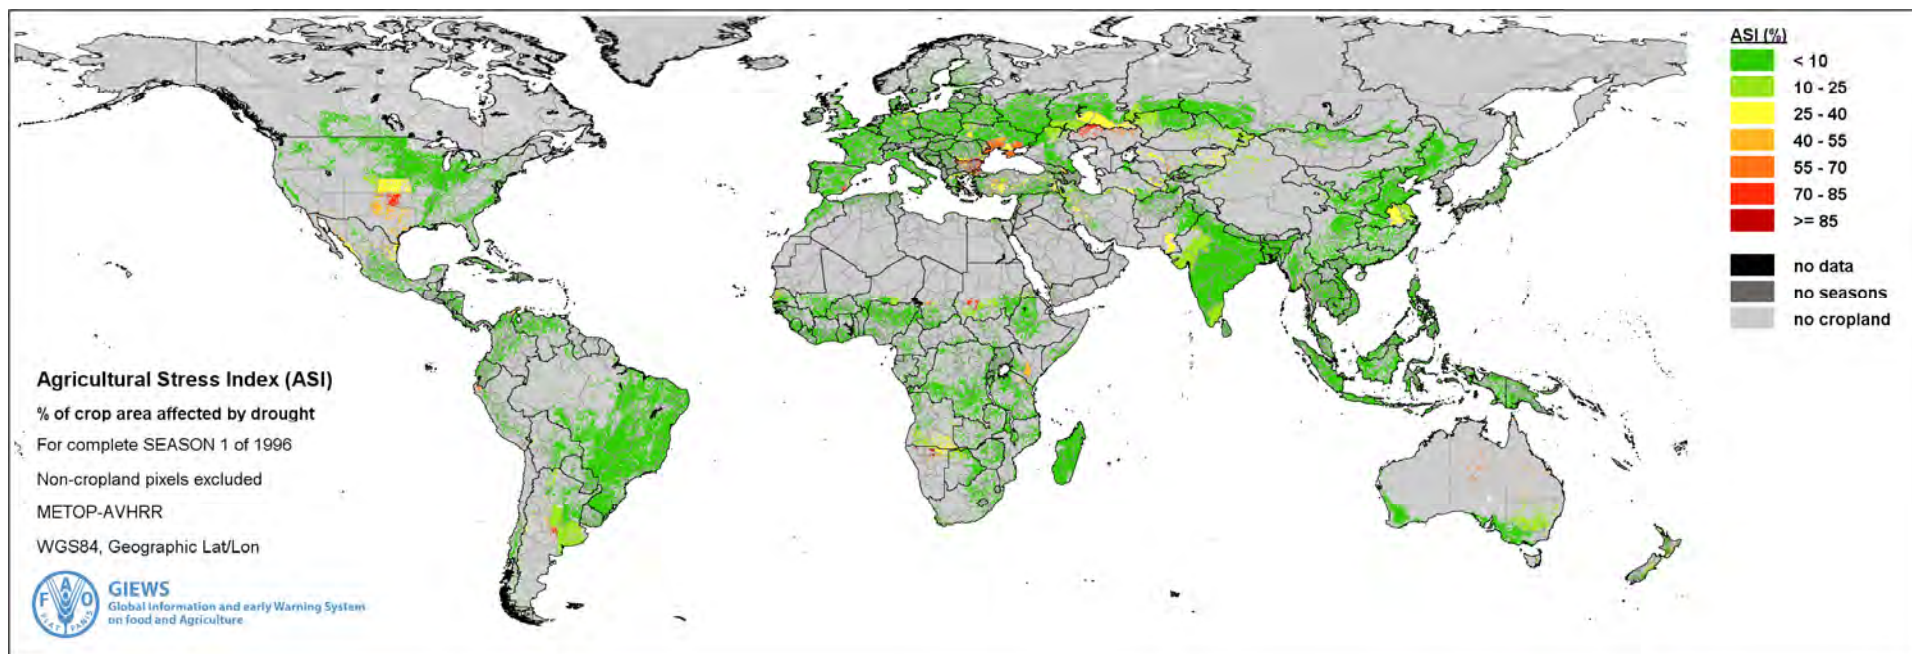 Agricultural Stress Index (ASI)
% of crop area affected by drought
For complete SEASON 1 of 1996
Non-cropland pixels excluded
METOP-AVHRR
WGS84, Geographic Lat/Lon
F A O
FIAT PANIS
GIEWS
Global Information and early Warning System
on food and Agriculture
ASI (%)
< 10
10 - 25
25 - 40
40 - 55
55 - 70
70 - 85
>= 85
no data
no seasons
no cropland